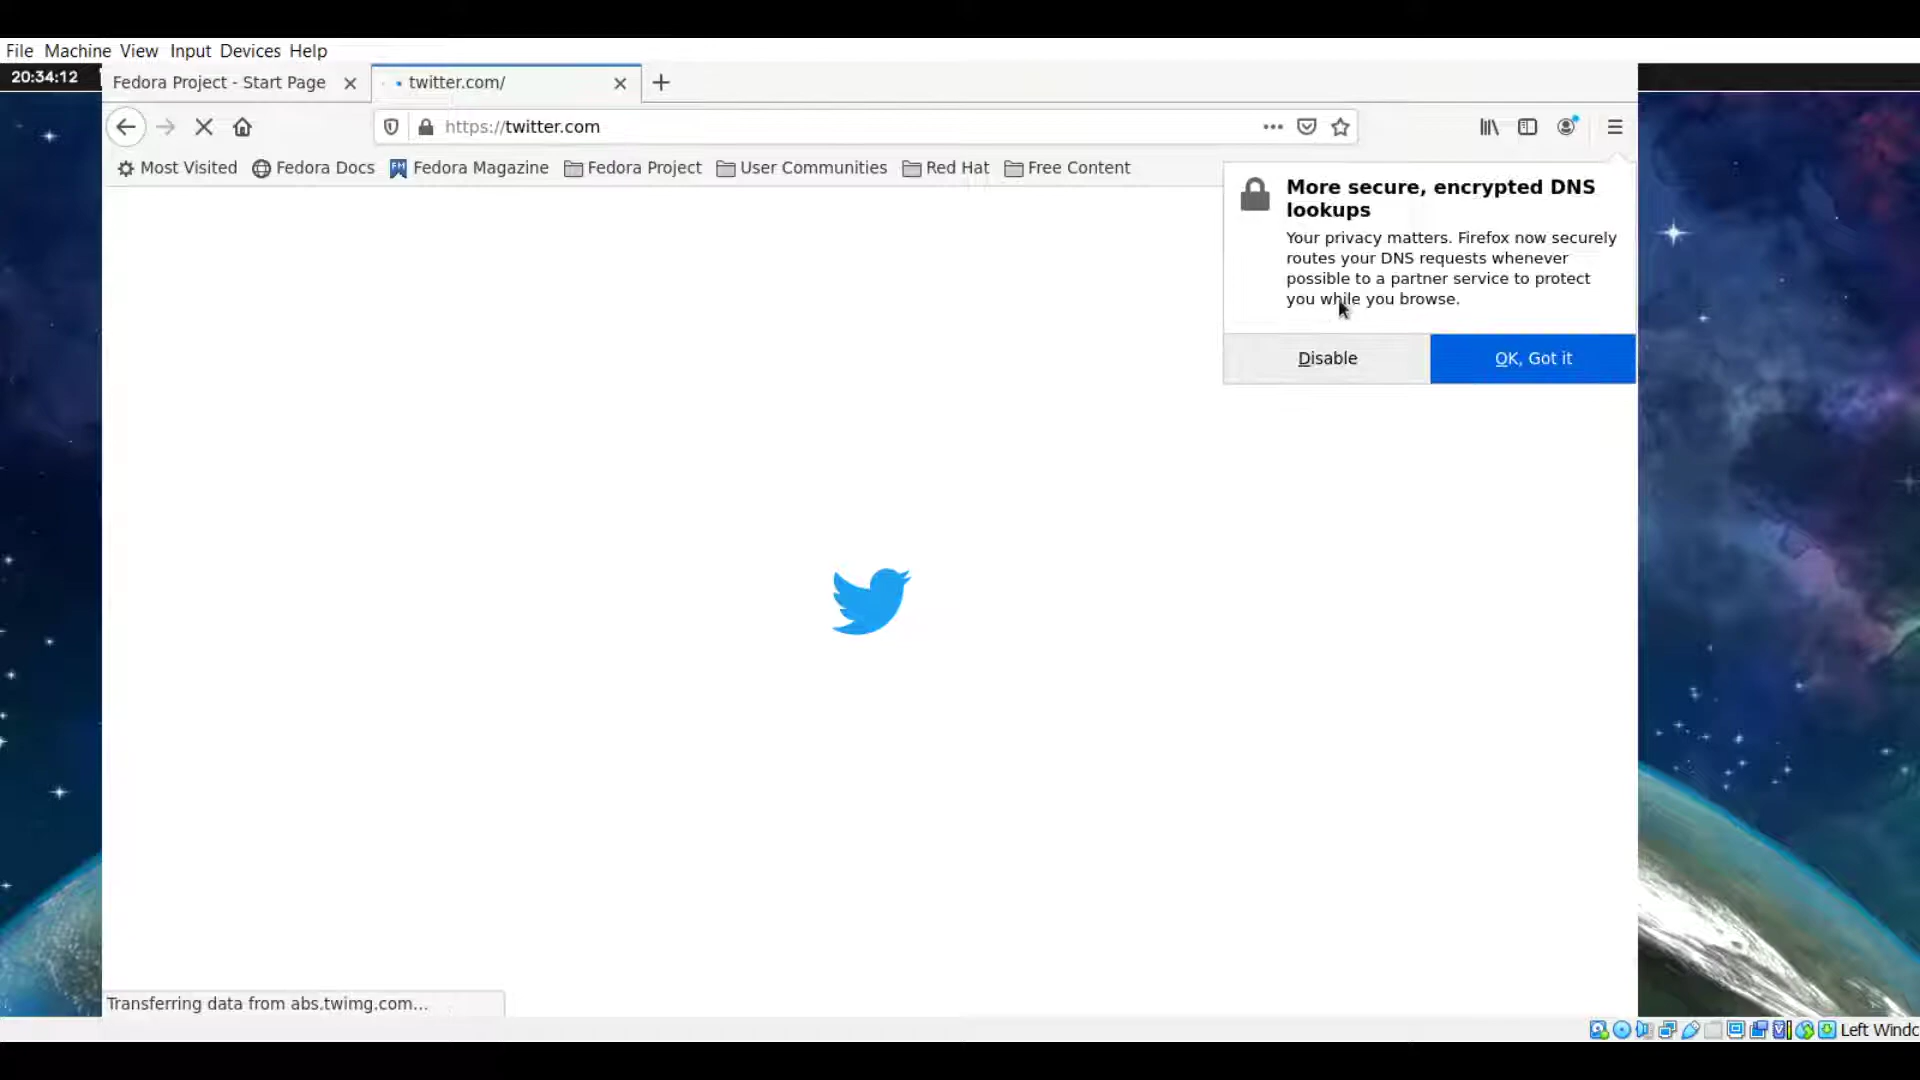 File Machine View Input Devices Help
20:34:12
Fedora Project - Start Page
twitter.com/
https://twitter.com
Most Visited Fedora Docs Fedora Magazine Fedora Project User Communities Red Hat Free Content
More secure, encrypted DNS
lookups
Your privacy matters. Firefox now securely
routes your DNS requests whenever
possible to a partner service to protect
you while you browse.
Disable OK, Got it
Transferring data from abs.twimg.com...
Left Windc